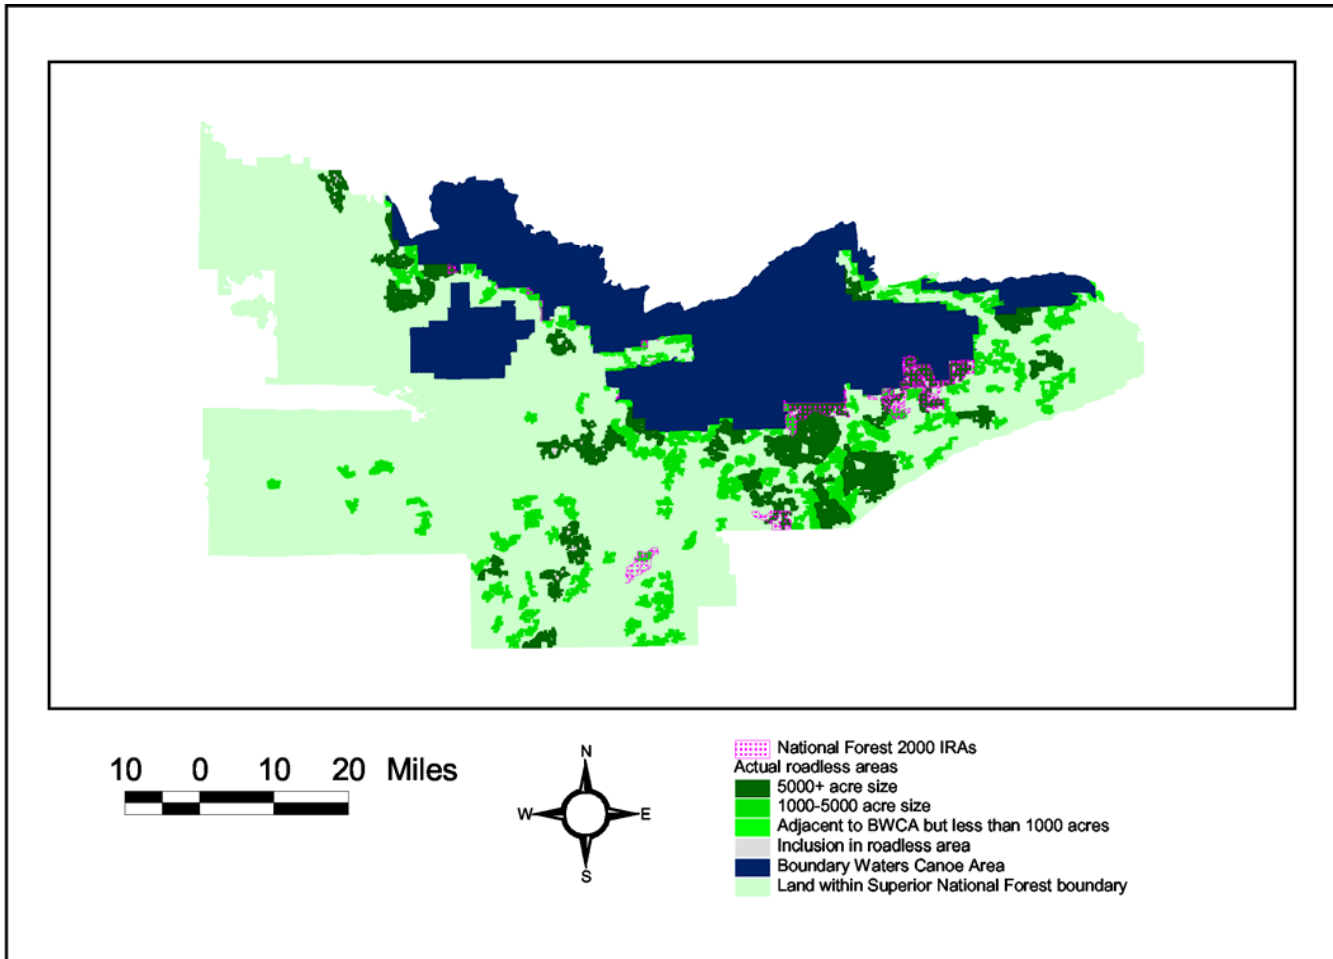 10 0 10 20 Miles
N
W E
S
National Forest 2000 IRAs
Actual roadless areas
5000+ acre size
1000-5000 acre size
Adjacent to BWCA but less than 1000 acres
Inclusion in roadless area
Boundary Waters Canoe Area
Land within Superior National Forest boundary